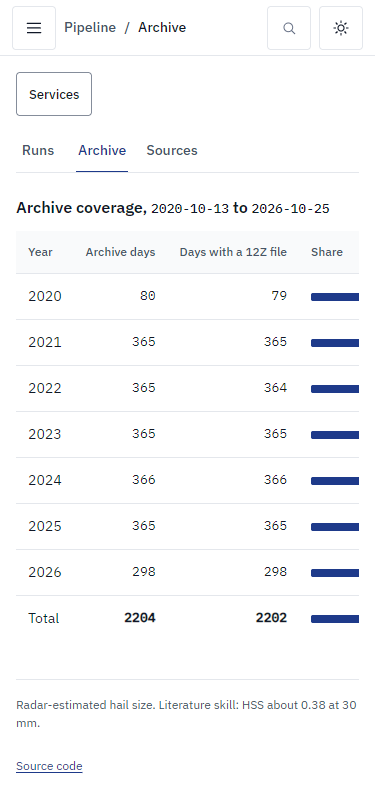 Pipeline / Archive
Services
Runs Archive Sources
Archive coverage, 2020-10-13 to 2026-10-25
Year Archive days Days with a 12Z file Share
2020 80 79
2021 365 365
2022 365 364
2023 365 365
2024 366 366
2025 365 365
2026 298 298
Total 2204 2202
Radar-estimated hail size. Literature skill: HSS about 0.38 at 30
mm.
Source code